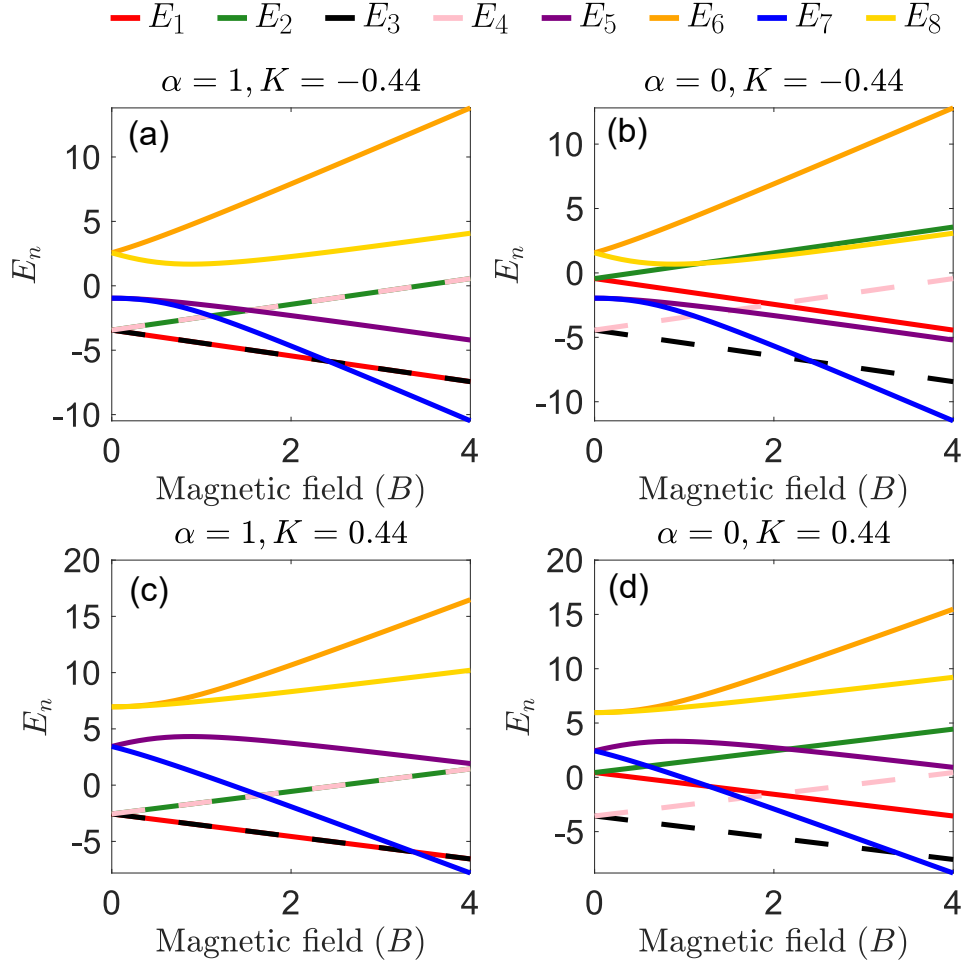 E₁ E₂ E₃ E₄ E₅ E₆ E₇ E₈
α = 1, K = −0.44
(a)
10
5
0
-5
-10
Eₙ
0 2 4
Magnetic field (B)
α = 0, K = −0.44
(b)
10
5
0
-5
-10
Eₙ
0 2 4
Magnetic field (B)
α = 1, K = 0.44
(c)
20
15
10
5
0
-5
Eₙ
0 2 4
Magnetic field (B)
α = 0, K = 0.44
(d)
20
15
10
5
0
-5
Eₙ
0 2 4
Magnetic field (B)